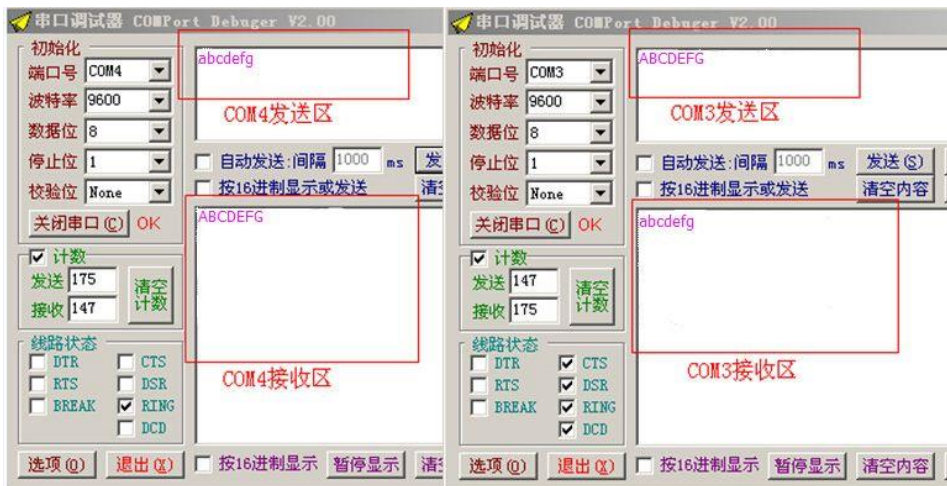 串口调试器 COMPort Debuger V2.00
初始化
端口号 COM4
波特率 9600
数据位 8
停止位 1
校验位 None
关闭串口(C) OK
计数
发送 175
接收 147
清空
计数
线路状态
DTR CTS
RTS DSR
BREAK RING
DCD
选项(O) 退出(X)
abcdefg
COM4发送区
自动发送:间隔 1000 ms 发
按16进制显示或发送
ABCDEFG
COM4接收区
按16进制显示 暂停显示 清
串口调试器 COMPort Debuger V2.00
初始化
端口号 COM3
波特率 9600
数据位 8
停止位 1
校验位 None
关闭串口(C) OK
计数
发送 147
接收 175
清空
计数
线路状态
DTR CTS
RTS DSR
BREAK RING
DCD
选项(O) 退出(X)
ABCDEFG
COM3发送区
自动发送:间隔 1000 ms 发送(S)
按16进制显示或发送 清空内容
abcdefg
COM3接收区
按16进制显示 暂停显示 清空内容